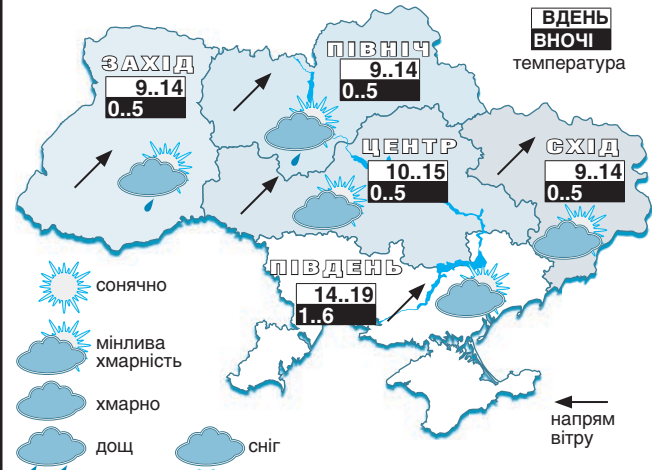 ВДЕНЬ
ВНОЧІ
температура
ЗАХІД
9..14
0..5
ПІВНІЧ
9..14
0..5
ЦЕНТР
10..15
0..5
СХІД
9..14
0..5
ПІВДЕНЬ
14..19
1..6
сонячно
мінлива
хмарність
хмарно
дощ
сніг
напрям
вітру